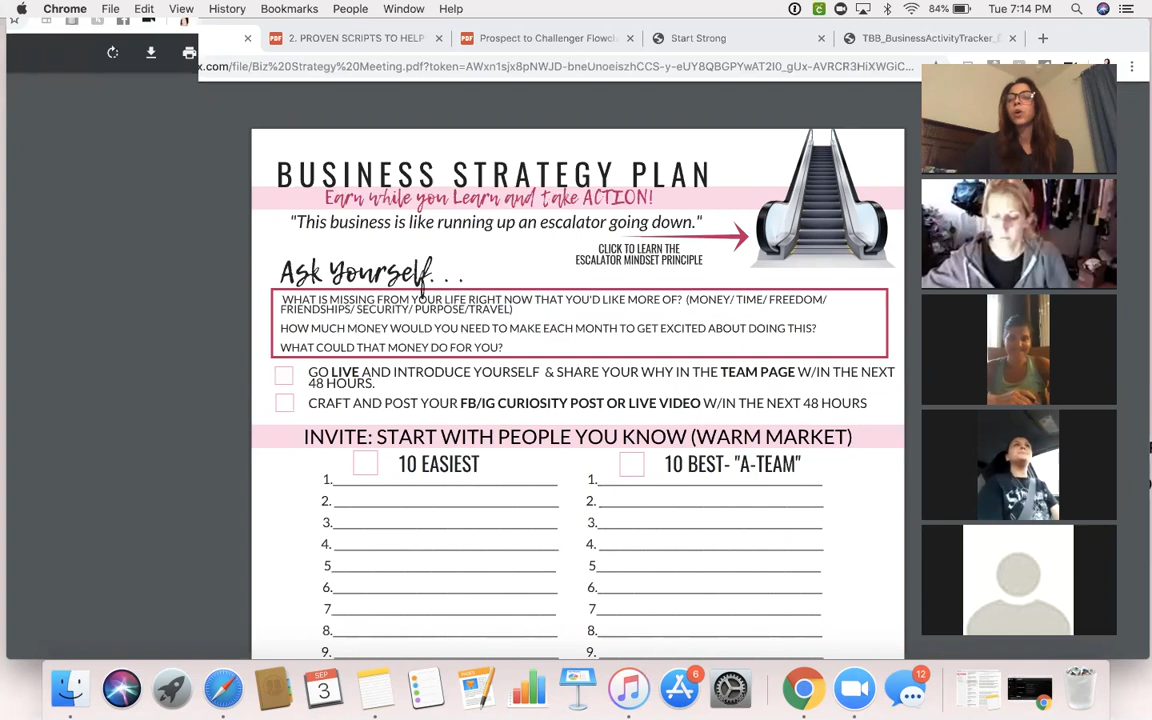 Chrome File Edit View History Bookmarks People Window Help 84% Tue 7:14 PM
2. PROVEN SCRIPTS TO HELP Prospect to Challenger Flowch Start Strong TBB_BusinessActivityTracker_
BUSINESS STRATEGY PLAN
Earn while you Learn and take ACTION!
"This business is like running up an escalator going down."
CLICK TO LEARN THE
ESCALATOR MINDSET PRINCIPLE
Ask Yourself. . .
WHAT IS MISSING FROM YOUR LIFE RIGHT NOW THAT YOU'D LIKE MORE OF? (MONEY/ TIME/ FREEDOM/
FRIENDSHIPS/ SECURITY/ PURPOSE/TRAVEL)
HOW MUCH MONEY WOULD YOU NEED TO MAKE EACH MONTH TO GET EXCITED ABOUT DOING THIS?
WHAT COULD THAT MONEY DO FOR YOU?
GO LIVE AND INTRODUCE YOURSELF & SHARE YOUR WHY IN THE TEAM PAGE W/IN THE NEXT
48 HOURS.
CRAFT AND POST YOUR FB/IG CURIOSITY POST OR LIVE VIDEO W/IN THE NEXT 48 HOURS
INVITE: START WITH PEOPLE YOU KNOW (WARM MARKET)
10 EASIEST 10 BEST- "A-TEAM"
1. 1.
2. 2.
3. 3.
4. 4.
5 5
6. 6.
7 7
8. 8.
9. 9.
SEP
3
6
12